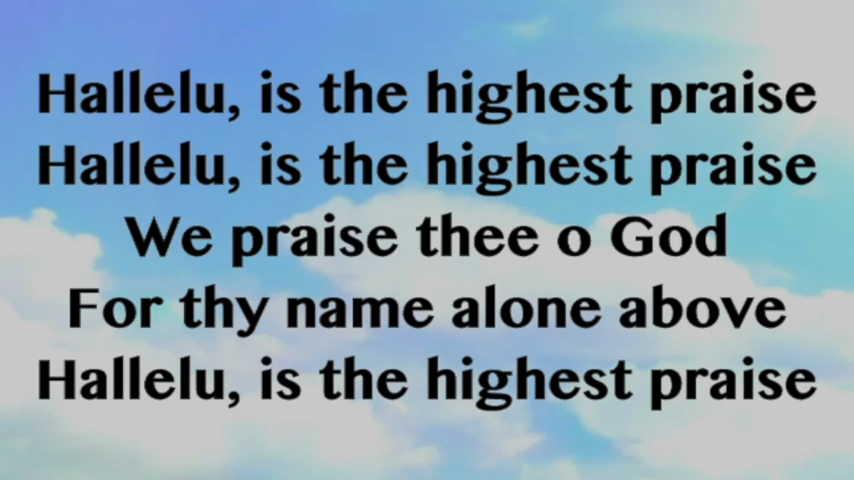 Hallelu, is the highest praise
Hallelu, is the highest praise
We praise thee o God
For thy name alone above
Hallelu, is the highest praise